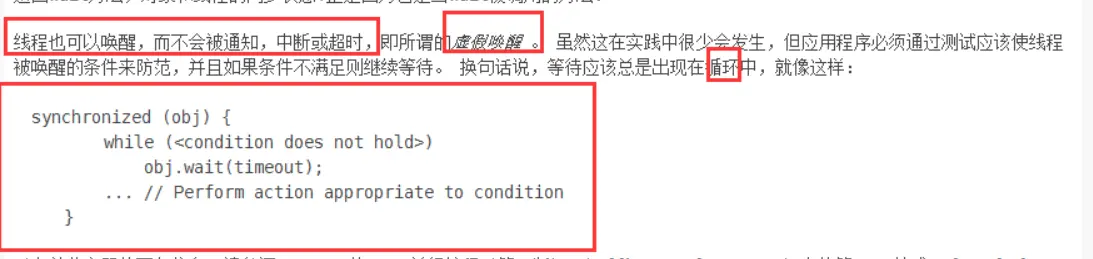 线程也可以唤醒，而不会被通知，中断或超时，即所谓的虚假唤醒 。 虽然这在实践中很少会发生，但应用程序必须通过测试应该使线程
被唤醒的条件来防范，并且如果条件不满足则继续等待。 换句话说，等待应该总是出现在循环中，就像这样：
synchronized (obj) {
while (<condition does not hold>)
obj.wait(timeout);
... // Perform action appropriate to condition
}